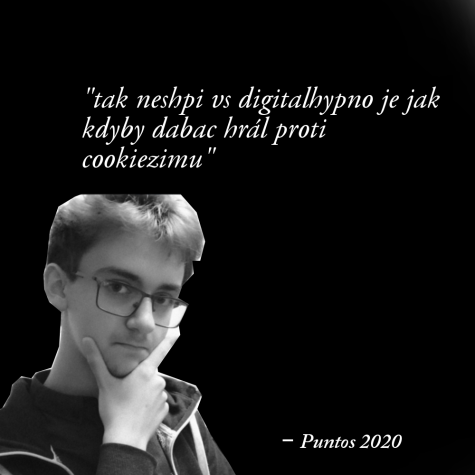 "tak neshpi vs digitalhypno je jak
kdyby dabac hrál proti
cookiezimu"
– Puntos 2020